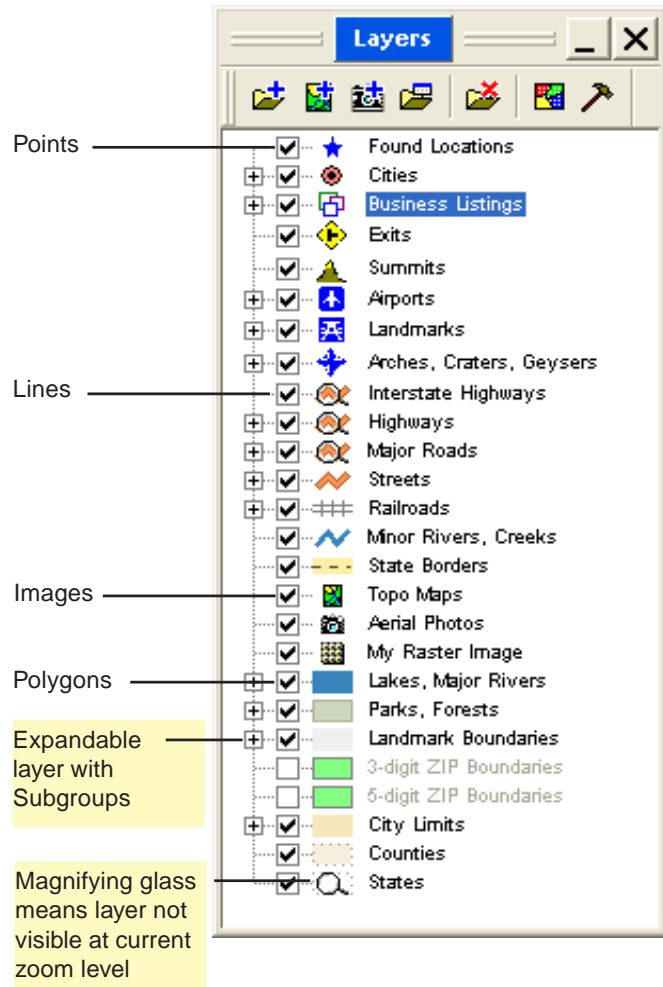 Layers
Points
Found Locations
Cities
Business Listings
Exits
Summits
Airports
Landmarks
Arches, Craters, Geysers
Lines
Interstate Highways
Highways
Major Roads
Streets
Railroads
Minor Rivers, Creeks
State Borders
Images
Topo Maps
Aerial Photos
My Raster Image
Polygons
Lakes, Major Rivers
Parks, Forests
Expandable
layer with
Subgroups
Landmark Boundaries
3-digit ZIP Boundaries
5-digit ZIP Boundaries
City Limits
Counties
Magnifying glass
means layer not
visible at current
zoom level
States